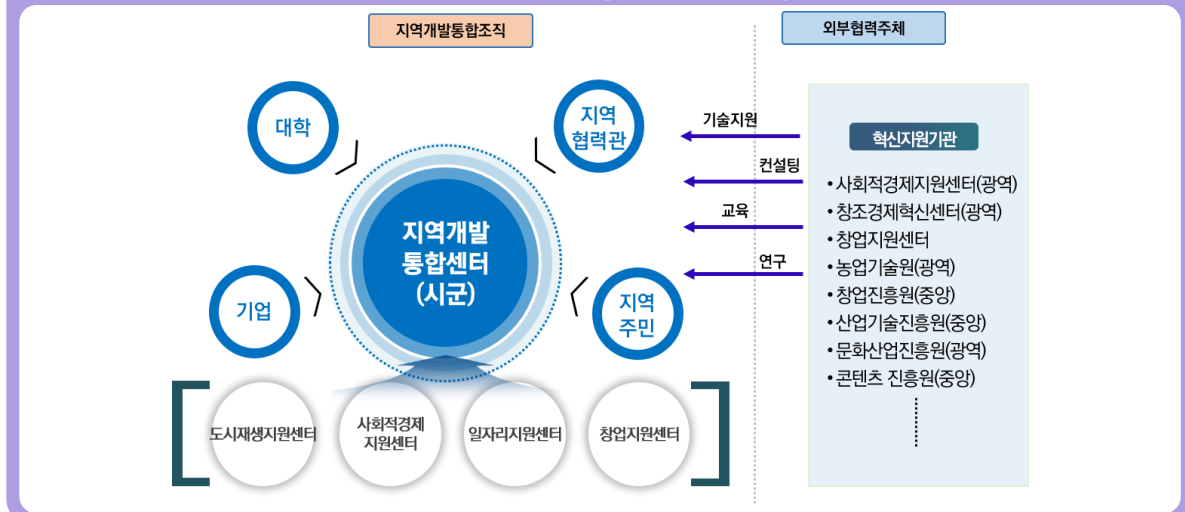 지역개발통합조직
외부협력주체
대학
지역
협력관
기업
지역
주민
지역개발
통합센터
(시군)
도시재생지원센터
사회적경제
지원센터
일자리지원센터
창업지원센터
기술지원
컨설팅
교육
연구
혁신지원기관
•사회적경제지원센터(광역)
•창조경제혁신센터(광역)
•창업지원센터
•농업기술원(광역)
•창업진흥원(중앙)
•산업기술진흥원(중앙)
•문화산업진흥원(광역)
•콘텐츠 진흥원(중앙)